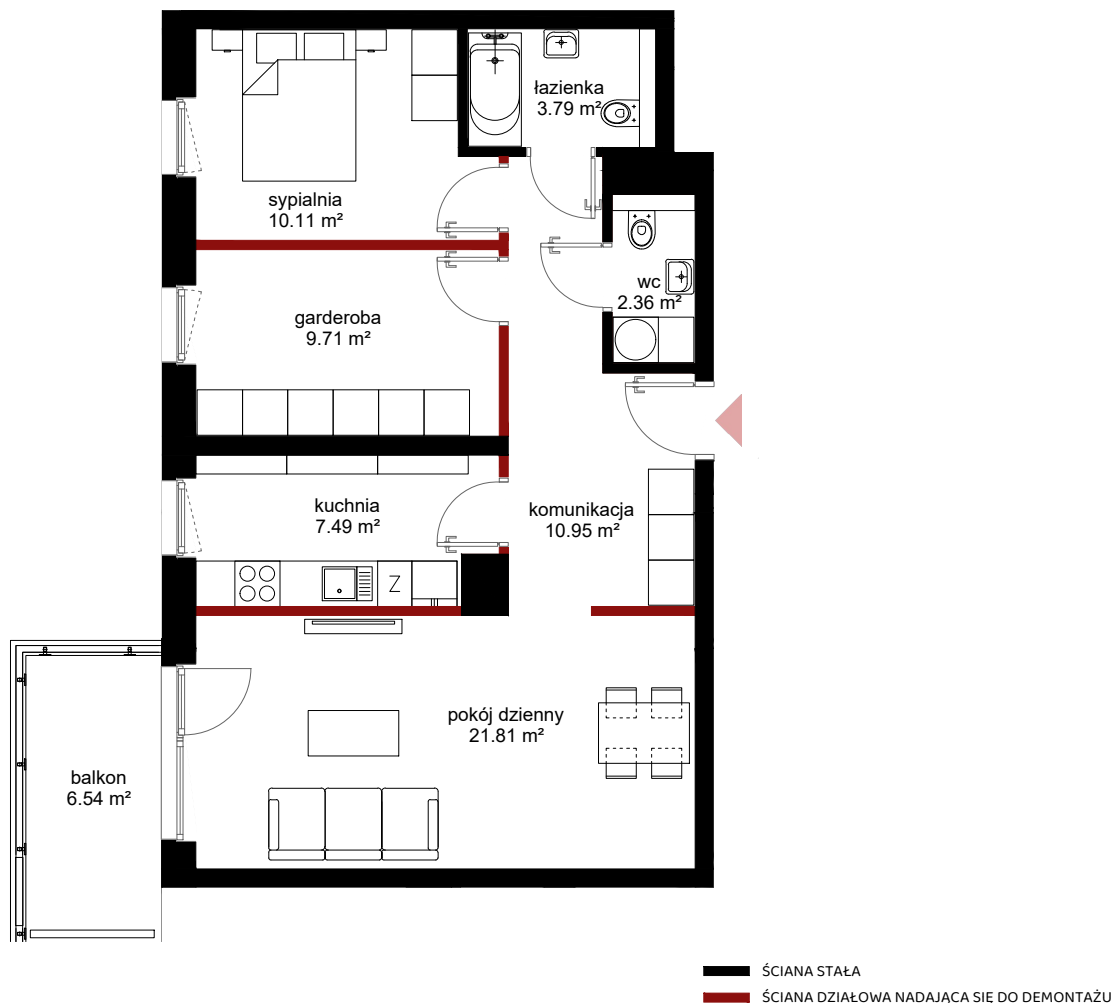 łazienka
3.79 m²
sypialnia
10.11 m²
wc
2.36 m²
garderoba
9.71 m²
kuchnia
7.49 m²
komunikacja
10.95 m²
Z
pokój dzienny
21.81 m²
balkon
6.54 m²
ŚCIANA STAŁA
ŚCIANA DZIAŁOWA NADAJĄCA SIĘ DO DEMONTAŻU